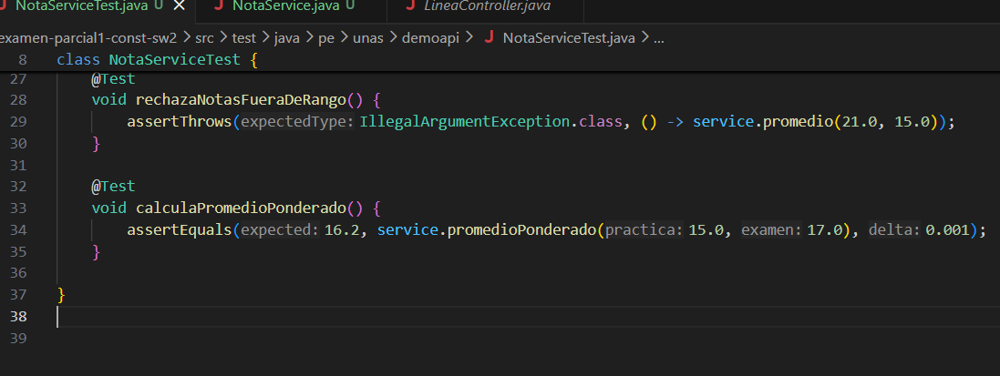 NotaServiceTest.java U × NotaService.java U LineaController.java
examen-parcial1-const-sw2 > src > test > java > pe > unas > demoapi > J NotaServiceTest.java > ...
8 class NotaServiceTest {
27 @Test
28 void rechazaNotasFueraDeRango() {
29 assertThrows(expectedType: IllegalArgumentException.class, () -> service.promedio(21.0, 15.0));
30 }
31
32 @Test
33 void calculaPromedioPonderado() {
34 assertEquals(expected: 16.2, service.promedioPonderado(practica: 15.0, examen: 17.0), delta: 0.001);
35 }
36
37 }
38
39